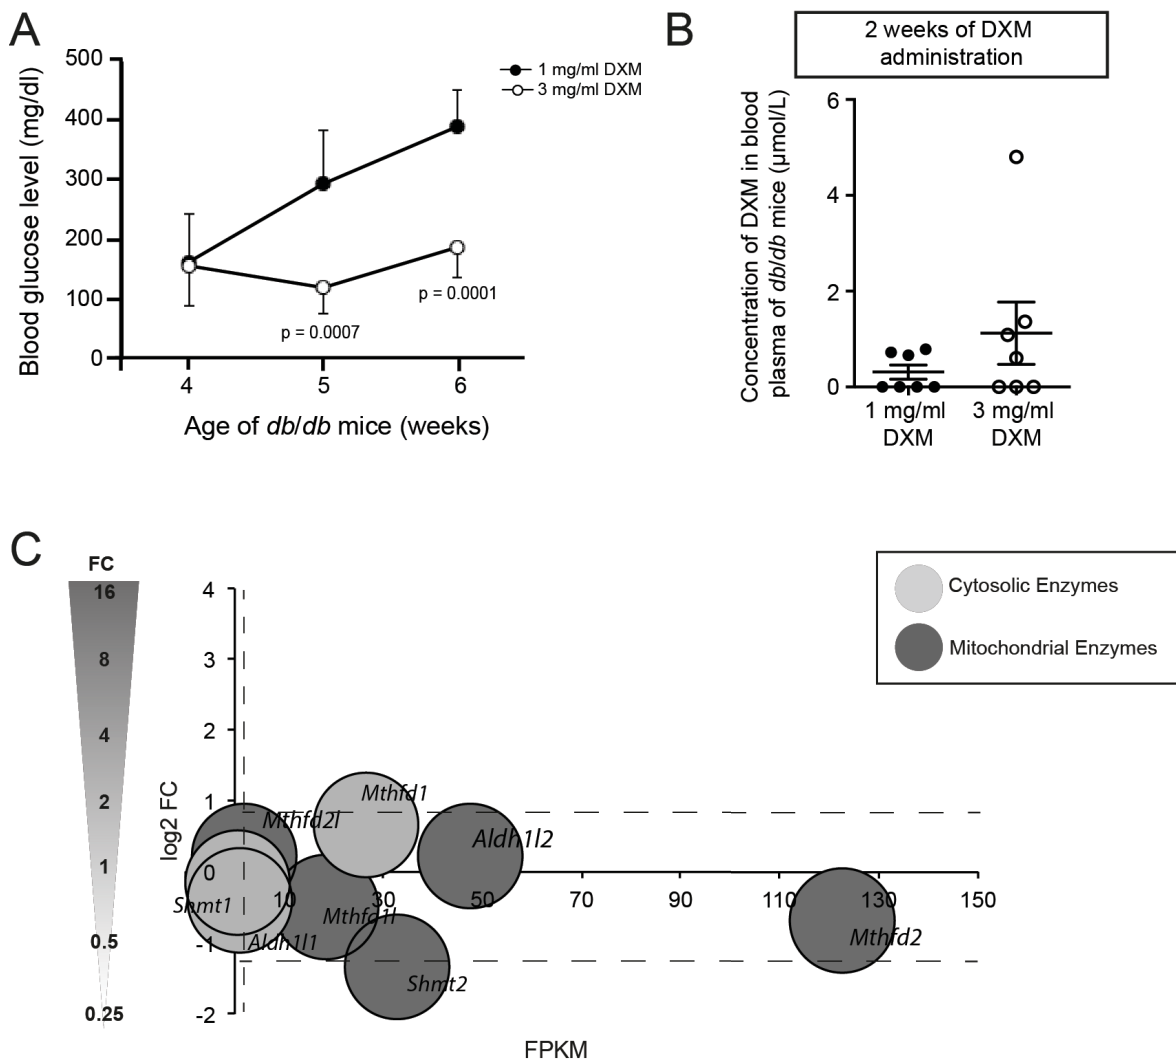 A
Blood glucose level (mg/dl)
500
400
300
200
100
0
1 mg/ml DXM
3 mg/ml DXM
p = 0.0007
p = 0.0001
4
5
6
Age of db/db mice (weeks)
B
2 weeks of DXM
administration
Concentration of DXM in blood
plasma of db/db mice (µmol/L)
6
4
2
0
1 mg/ml
DXM
3 mg/ml
DXM
C
FC
16
8
4
2
1
0.5
0.25
log2 FC
4
3
2
1
0
-1
-2
Cytosolic Enzymes
Mitochondrial Enzymes
Mthfd1
Mthfd2l
Aldh1l2
Shmt1
Mthfd1l
Aldh1l1
Shmt2
Mthfd2
10
30
50
70
90
110
130
150
FPKM